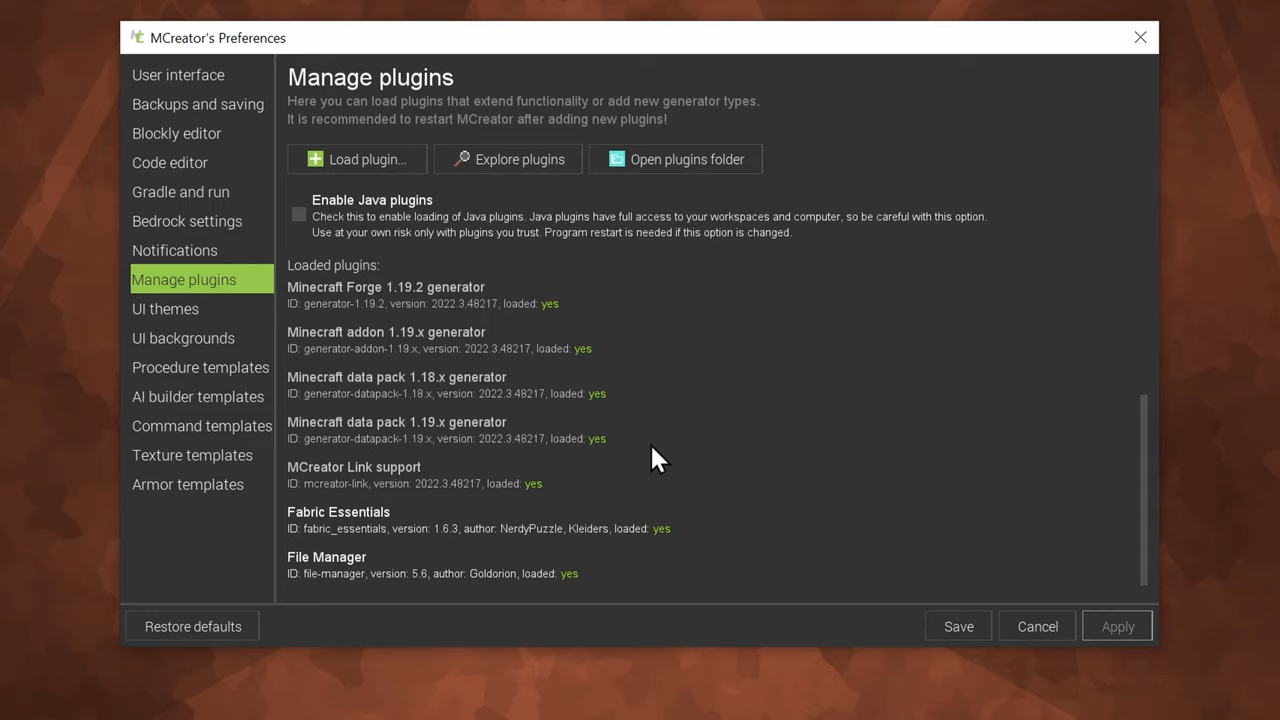 MCreator's Preferences
User interface
Backups and saving
Blockly editor
Code editor
Gradle and run
Bedrock settings
Notifications
Manage plugins
UI themes
UI backgrounds
Procedure templates
AI builder templates
Command templates
Texture templates
Armor templates
Manage plugins
Here you can load plugins that extend functionality or add new generator types.
It is recommended to restart MCreator after adding new plugins!
Load plugin...
Explore plugins
Open plugins folder
Enable Java plugins
Check this to enable loading of Java plugins. Java plugins have full access to your workspaces and computer, so be careful with this option.
Use at your own risk only with plugins you trust. Program restart is needed if this option is changed.
Loaded plugins:
Minecraft Forge 1.19.2 generator
ID: generator-1.19.2, version: 2022.3.48217, loaded: yes
Minecraft addon 1.19.x generator
ID: generator-addon-1.19.x, version: 2022.3.48217, loaded: yes
Minecraft data pack 1.18.x generator
ID: generator-datapack-1.18.x, version: 2022.3.48217, loaded: yes
Minecraft data pack 1.19.x generator
ID: generator-datapack-1.19.x, version: 2022.3.48217, loaded: yes
MCreator Link support
ID: mcreator-link, version: 2022.3.48217, loaded: yes
Fabric Essentials
ID: fabric_essentials, version: 1.6.3, author: NerdyPuzzle, Kleiders, loaded: yes
File Manager
ID: file-manager, version: 5.6, author: Goldorion, loaded: yes
Restore defaults
Save
Cancel
Apply